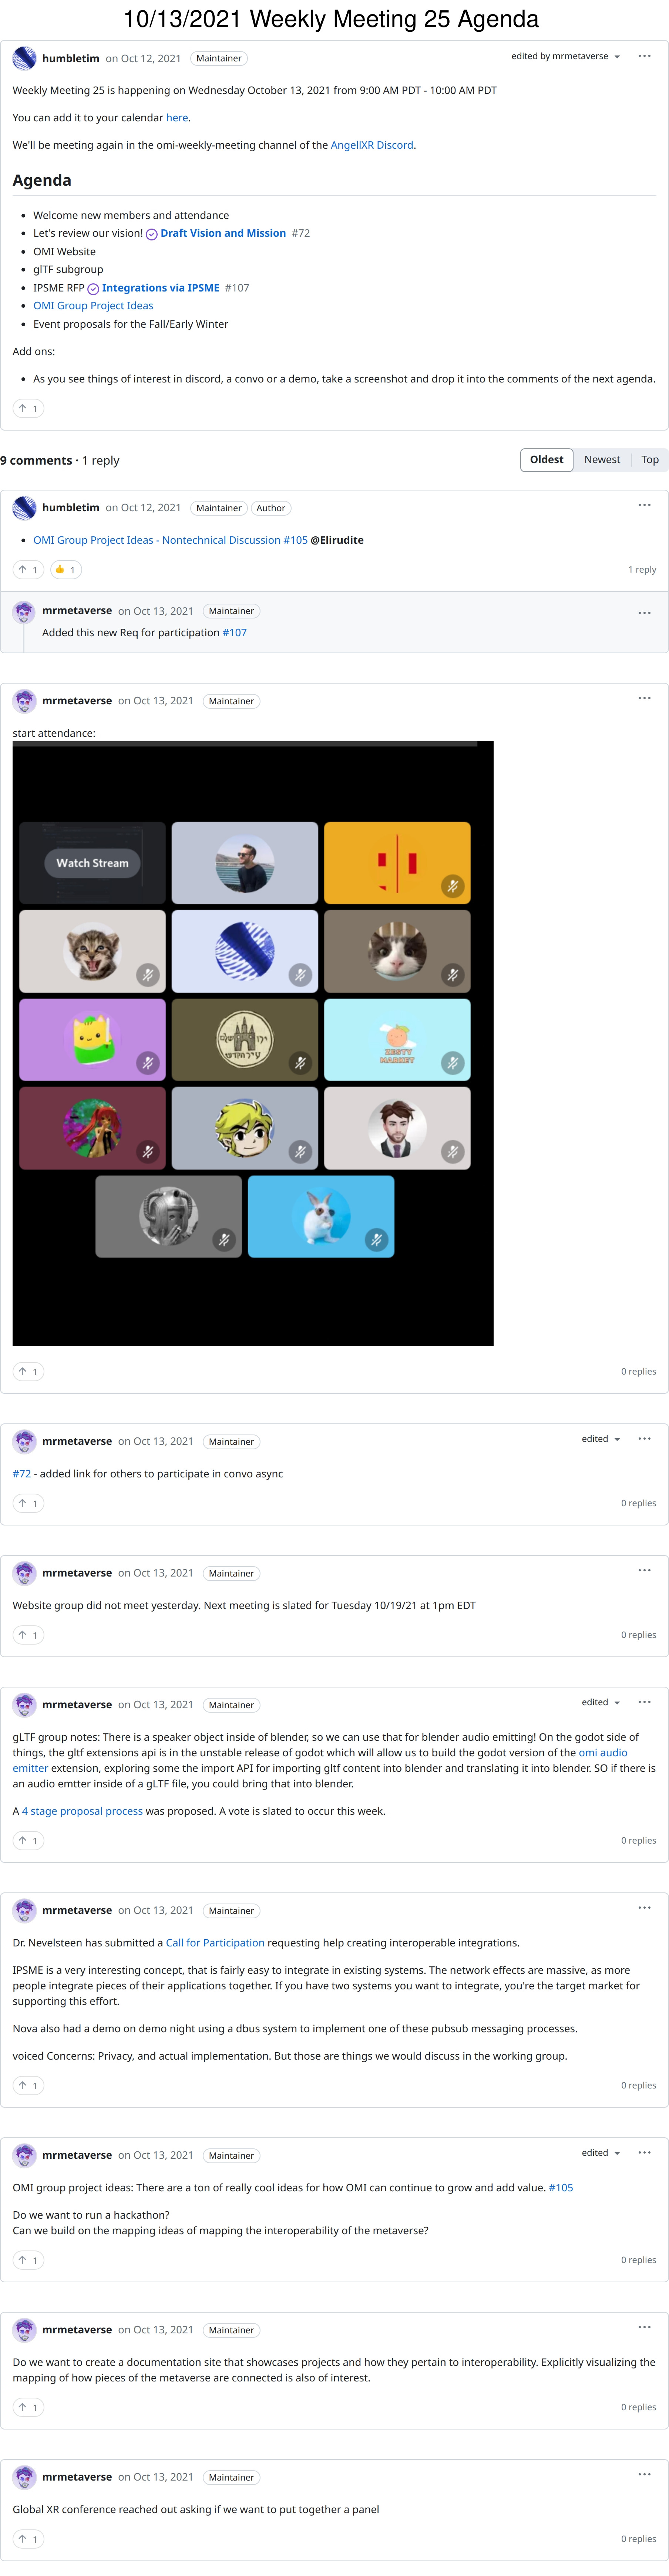 10/13/2021 Weekly Meeting 25 Agenda
humbletim on Oct 12, 2021 Maintainer edited by mrmetaverse
Weekly Meeting 25 is happening on Wednesday October 13, 2021 from 9:00 AM PDT - 10:00 AM PDT
You can add it to your calendar here.
We'll be meeting again in the omi-weekly-meeting channel of the AngellXR Discord.
Agenda
• Welcome new members and attendance
• Let's review our vision! Draft Vision and Mission #72
• OMI Website
• glTF subgroup
• IPSME RFP Integrations via IPSME #107
• OMI Group Project Ideas
• Event proposals for the Fall/Early Winter
Add ons:
• As you see things of interest in discord, a convo or a demo, take a screenshot and drop it into the comments of the next agenda.
↑ 1
9 comments · 1 reply Oldest Newest Top
humbletim on Oct 12, 2021 Maintainer Author
• OMI Group Project Ideas - Nontechnical Discussion #105 @Elirudite
↑ 1 👍 1 1 reply
mrmetaverse on Oct 13, 2021 Maintainer
Added this new Req for participation #107
mrmetaverse on Oct 13, 2021 Maintainer
start attendance:
Watch Stream
ZESTY
MARKET
↑ 1 0 replies
mrmetaverse on Oct 13, 2021 Maintainer edited
#72 - added link for others to participate in convo async
↑ 1 0 replies
mrmetaverse on Oct 13, 2021 Maintainer
Website group did not meet yesterday. Next meeting is slated for Tuesday 10/19/21 at 1pm EDT
↑ 1 0 replies
mrmetaverse on Oct 13, 2021 Maintainer edited
gLTF group notes: There is a speaker object inside of blender, so we can use that for blender audio emitting! On the godot side of
things, the gltf extensions api is in the unstable release of godot which will allow us to build the godot version of the omi audio
emitter extension, exploring some the import API for importing gltf content into blender and translating it into blender. SO if there is
an audio emtter inside of a gLTF file, you could bring that into blender.
A 4 stage proposal process was proposed. A vote is slated to occur this week.
↑ 1 0 replies
mrmetaverse on Oct 13, 2021 Maintainer
Dr. Nevelsteen has submitted a Call for Participation requesting help creating interoperable integrations.
IPSME is a very interesting concept, that is fairly easy to integrate in existing systems. The network effects are massive, as more
people integrate pieces of their applications together. If you have two systems you want to integrate, you're the target market for
supporting this effort.
Nova also had a demo on demo night using a dbus system to implement one of these pubsub messaging processes.
voiced Concerns: Privacy, and actual implementation. But those are things we would discuss in the working group.
↑ 1 0 replies
mrmetaverse on Oct 13, 2021 Maintainer edited
OMI group project ideas: There are a ton of really cool ideas for how OMI can continue to grow and add value. #105
Do we want to run a hackathon?
Can we build on the mapping ideas of mapping the interoperability of the metaverse?
↑ 1 0 replies
mrmetaverse on Oct 13, 2021 Maintainer
Do we want to create a documentation site that showcases projects and how they pertain to interoperability. Explicitly visualizing the
mapping of how pieces of the metaverse are connected is also of interest.
↑ 1 0 replies
mrmetaverse on Oct 13, 2021 Maintainer
Global XR conference reached out asking if we want to put together a panel
↑ 1 0 replies